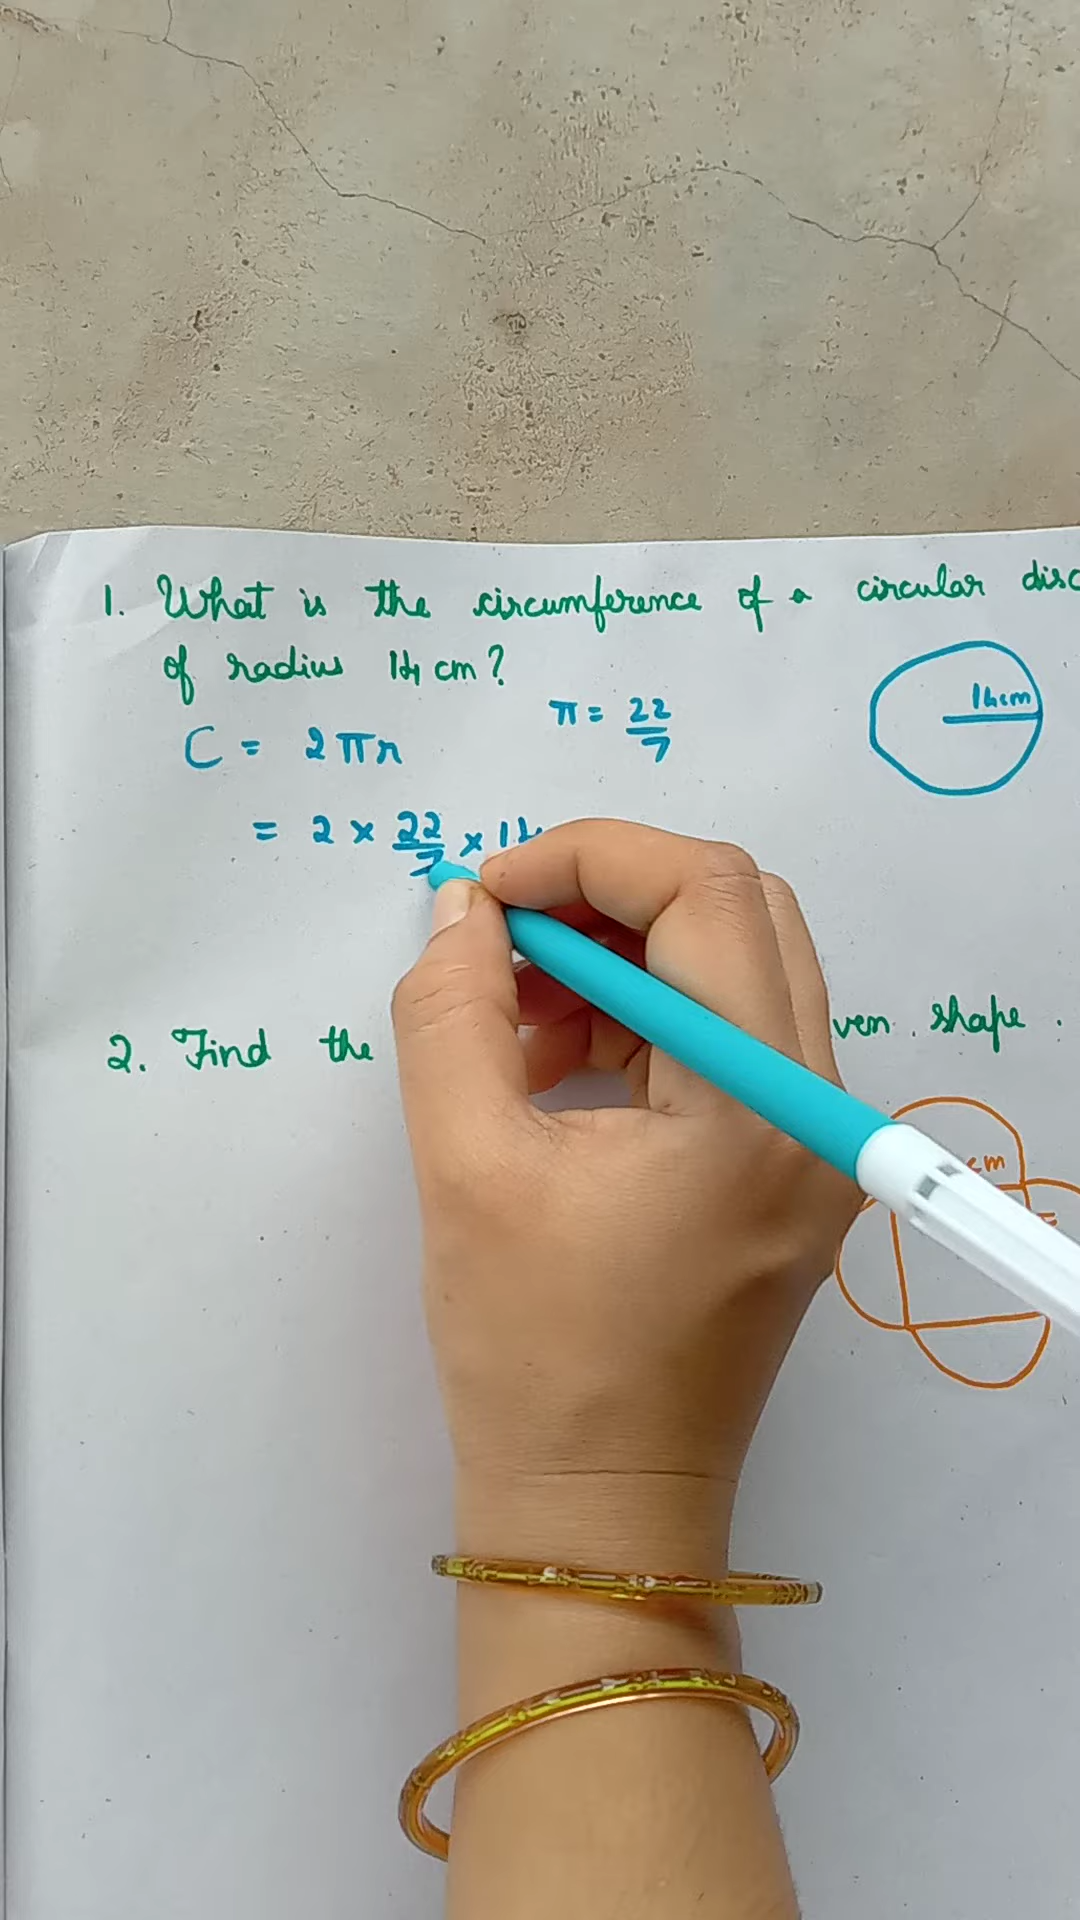 1. What is the circumference of a circular disc
of radius 14 cm?
14cm
π = 22/7
C = 2πr
= 2 × 22/7 × 14
2. Find the ven shape.
cm